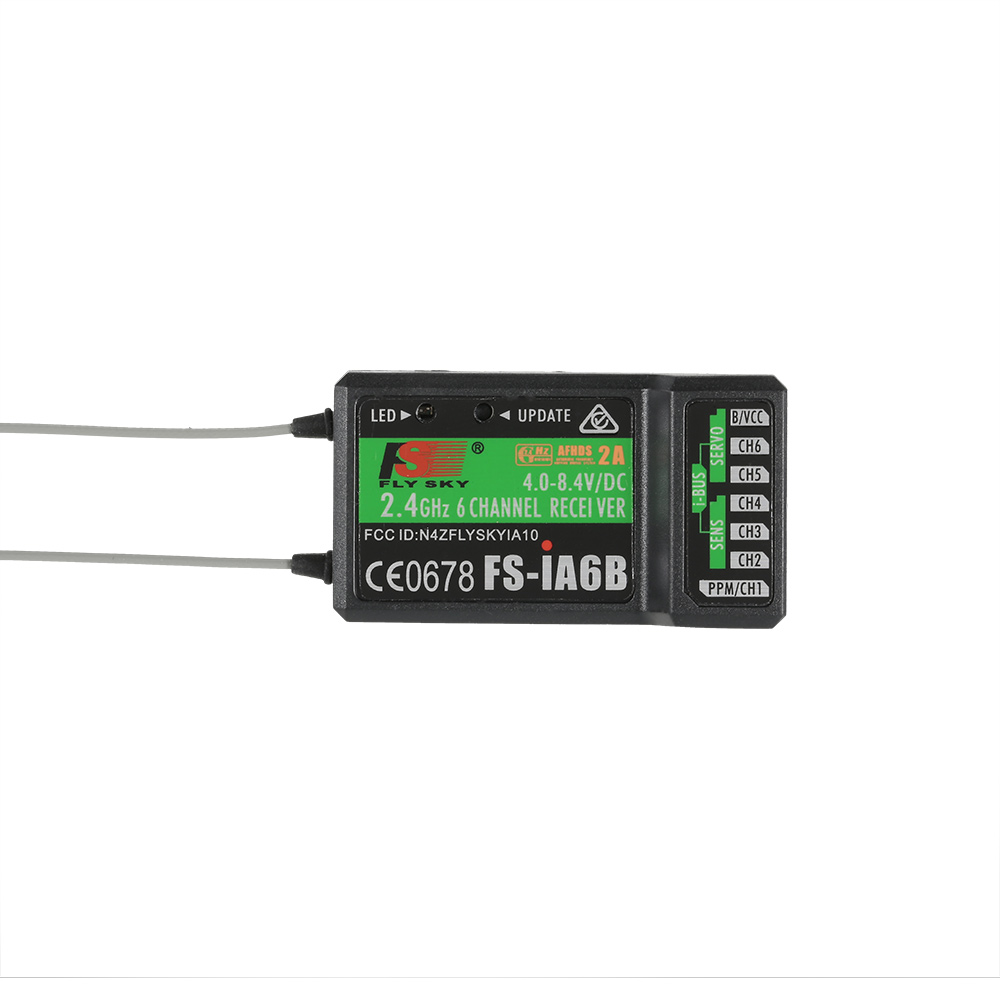 LED ▶ ◀ UPDATE
FS®
FLY SKY
Hz AFHDS 2A
4.0-8.4V/DC
2.4GHz 6 CHANNEL RECEIVER
FCC ID:N4ZFLYSKYIA10
CE0678 FS-iA6B
i-BUS
SERVO
SENS
B/VCC
CH6
CH5
CH4
CH3
CH2
PPM/CH1